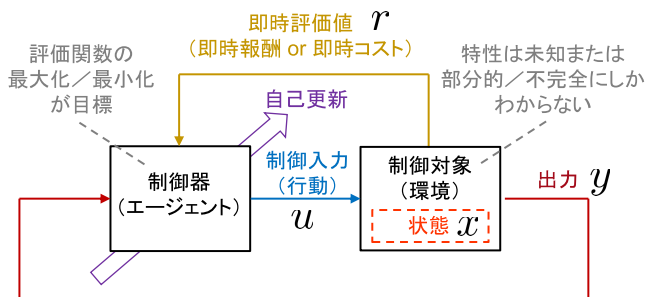 即時評価値 r
（即時報酬 or 即時コスト）
評価関数の
最大化／最小化
が目標
特性は未知または
部分的／不完全にしか
わからない
自己更新
制御器
（エージェント）
制御入力
（行動）
u
制御対象
（環境）
状態 x
出力 y